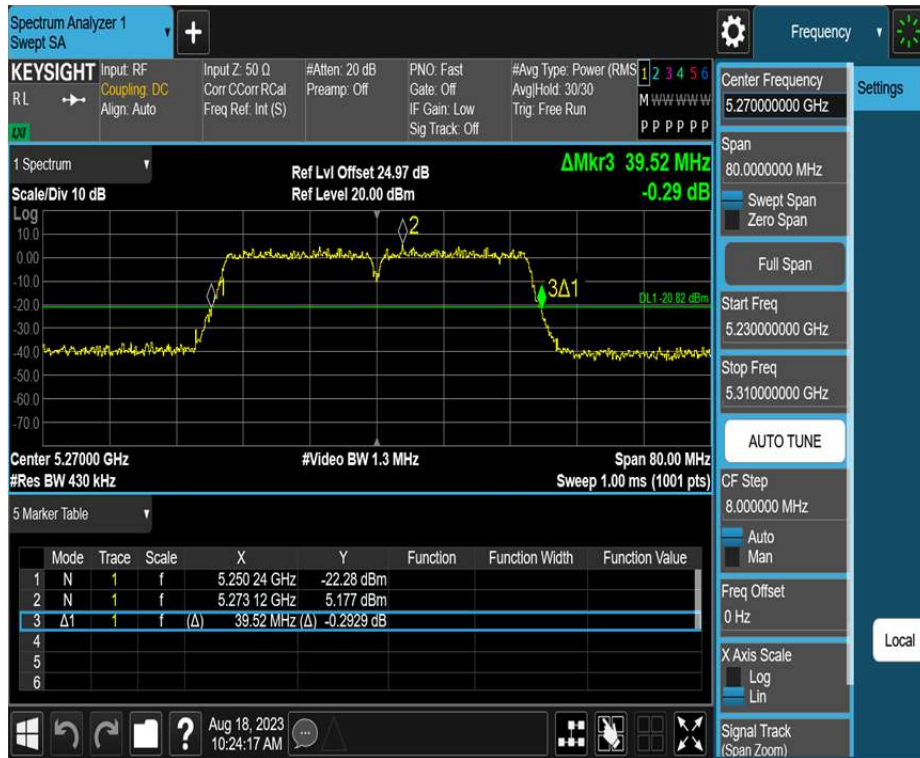 Spectrum Analyzer 1
Swept SA
+
Frequency
KEYSIGHT
RL
LXI
Input: RF
Coupling: DC
Align: Auto
Input Z: 50 Ω
Corr CCorr RCal
Freq Ref: Int (S)
#Atten: 20 dB
Preamp: Off
PNO: Fast
Gate: Off
IF Gain: Low
Sig Track: Off
#Avg Type: Power (RMS
Avg|Hold: 30/30
Trig: Free Run
1 2 3 4 5 6
M W W W W W
P P P P P P
1 Spectrum
Scale/Div 10 dB
Ref Lvl Offset 24.97 dB
Ref Level 20.00 dBm
ΔMkr3 39.52 MHz
-0.29 dB
Log
10.0
0.00
-10.0
-20.0
-30.0
-40.0
-50.0
-60.0
-70.0
2
3Δ1
DL1 -20.82 dBm
Center 5.27000 GHz
#Res BW 430 kHz
#Video BW 1.3 MHz
Span 80.00 MHz
Sweep 1.00 ms (1001 pts)
5 Marker Table
Mode Trace Scale X Y Function Function Width Function Value
1 N 1 f 5.250 24 GHz -22.28 dBm
2 N 1 f 5.273 12 GHz 5.177 dBm
3 Δ1 1 f (Δ) 39.52 MHz (Δ) -0.2929 dB
4
5
6
?
Aug 18, 2023
10:24:17 AM
Center Frequency
5.270000000 GHz
Span
80.0000000 MHz
Swept Span
Zero Span
Full Span
Start Freq
5.230000000 GHz
Stop Freq
5.310000000 GHz
AUTO TUNE
CF Step
8.000000 MHz
Auto
Man
Freq Offset
0 Hz
X Axis Scale
Log
Lin
Signal Track
(Span Zoom)
Settings
Local